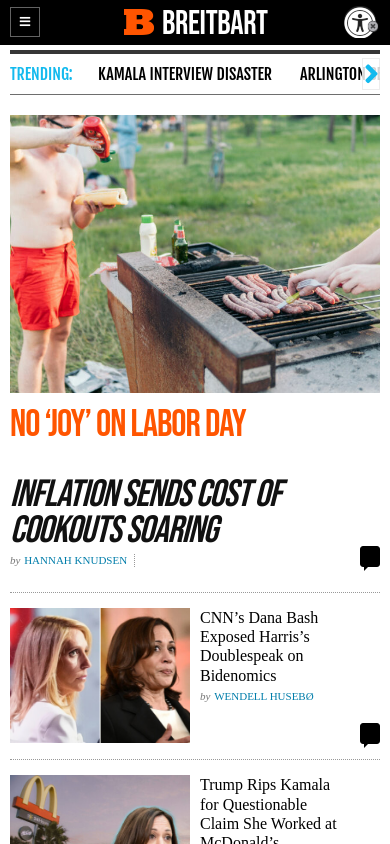 BREITBART
TRENDING:
KAMALA INTERVIEW DISASTER
ARLINGTON
NO ‘JOY’ ON LABOR DAY
INFLATION SENDS COST OF
COOKOUTS SOARING
by HANNAH KNUDSEN
CNN’s Dana Bash
Exposed Harris’s
Doublespeak on
Bidenomics
by WENDELL HUSEBØ
Trump Rips Kamala
for Questionable
Claim She Worked at
McDonald’s